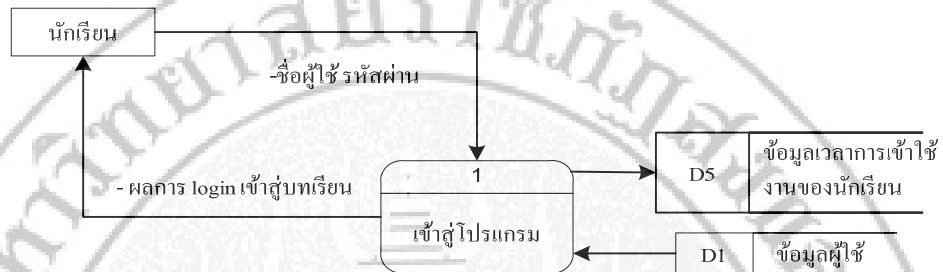 นักเรียน
-ชื่อผู้ใช้ รหัสผ่าน
- ผลการ login เข้าสู่บทเรียน
1
เข้าสู่โปรแกรม
D5
ข้อมูลเวลาการเข้าใช้
งานของนักเรียน
D1
ข้อมูลผู้ใช้